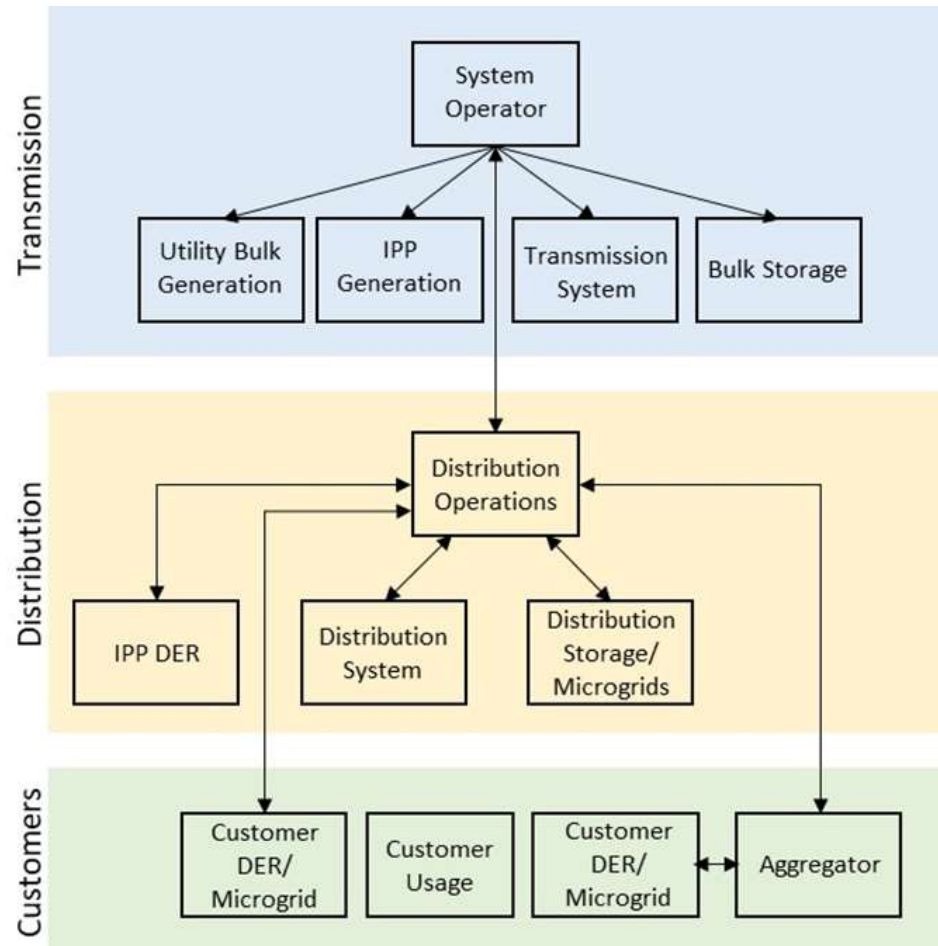 Transmission
System
Operator
Utility Bulk
Generation
IPP
Generation
Transmission
System
Bulk Storage
Distribution
Distribution
Operations
IPP DER
Distribution
System
Distribution
Storage/
Microgrids
Customers
Customer
DER/
Microgrid
Customer
Usage
Customer
DER/
Microgrid
Aggregator